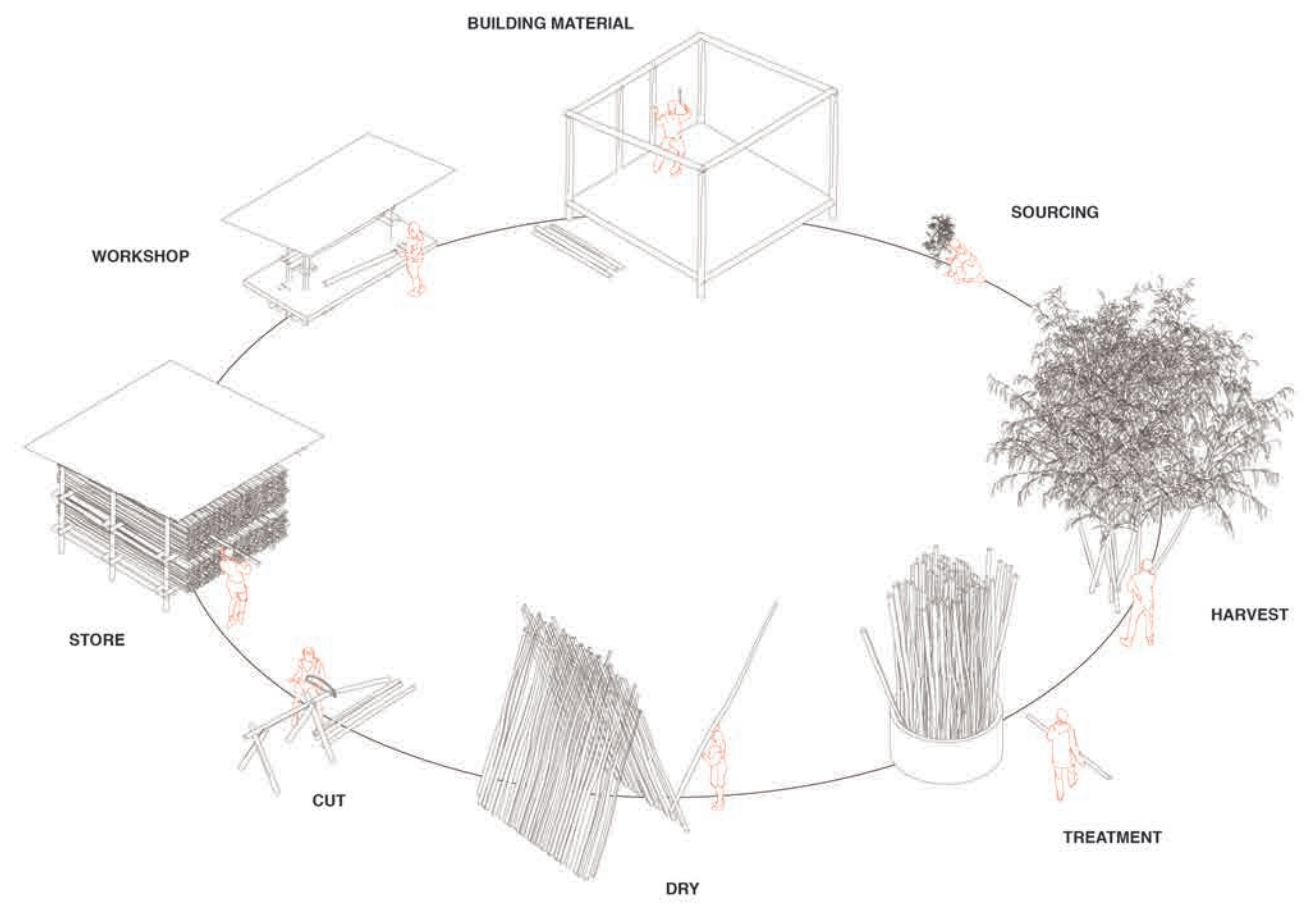 BUILDING MATERIAL
SOURCING
WORKSHOP
HARVEST
STORE
CUT
TREATMENT
DRY